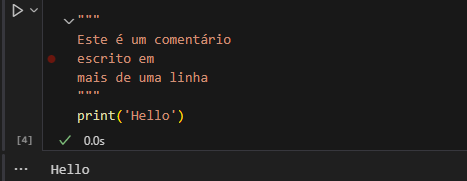 """
Este é um comentário
escrito em
mais de uma linha
"""
print('Hello')
[4] 0.0s
... Hello